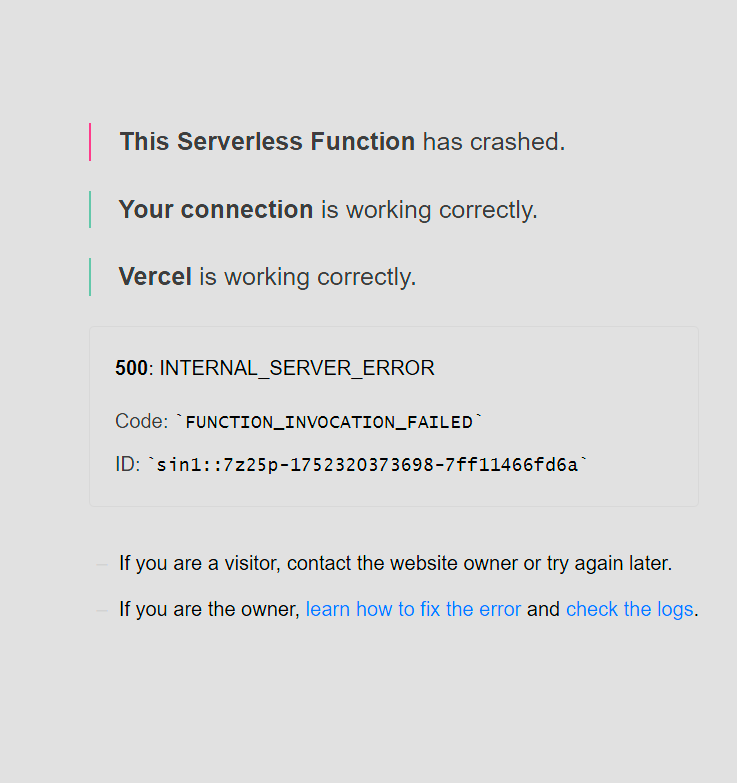 This Serverless Function has crashed.
Your connection is working correctly.
Vercel is working correctly.
500: INTERNAL_SERVER_ERROR
Code: `FUNCTION_INVOCATION_FAILED`
ID: `sin1::7z25p-1752320373698-7ff11466fd6a`
If you are a visitor, contact the website owner or try again later.
If you are the owner, learn how to fix the error and check the logs.